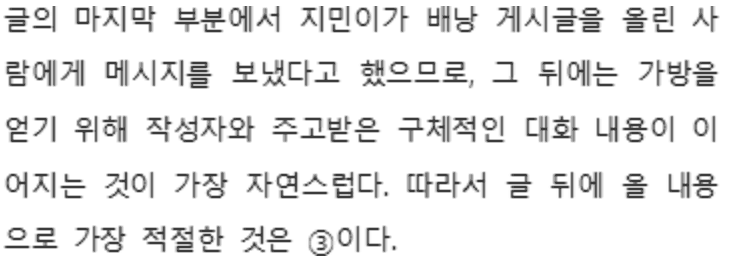 글의 마지막 부분에서 지민이가 배낭 게시글을 올린 사
람에게 메시지를 보냈다고 했으므로, 그 뒤에는 가방을
얻기 위해 작성자와 주고받은 구체적인 대화 내용이 이
어지는 것이 가장 자연스럽다. 따라서 글 뒤에 올 내용
으로 가장 적절한 것은 ③이다.